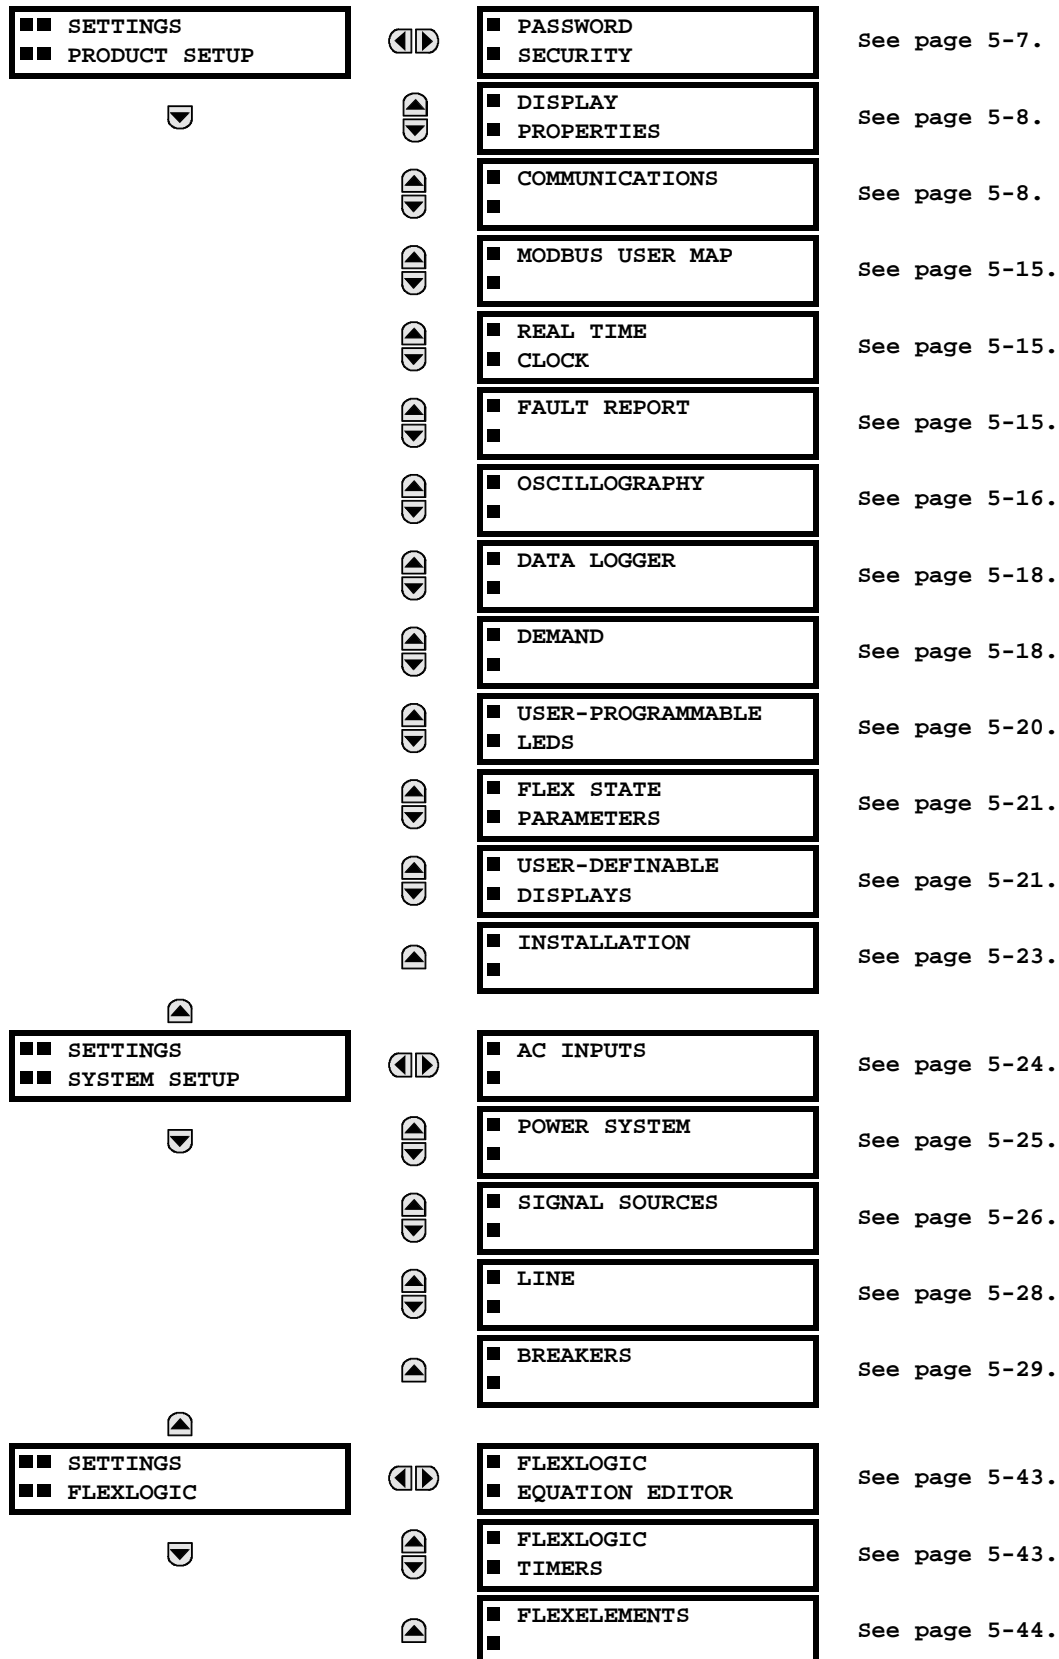 SETTINGS
PRODUCT SETUP
PASSWORD
SECURITY
See page 5-7.
DISPLAY
PROPERTIES
See page 5-8.
COMMUNICATIONS
See page 5-8.
MODBUS USER MAP
See page 5-15.
REAL TIME
CLOCK
See page 5-15.
FAULT REPORT
See page 5-15.
OSCILLOGRAPHY
See page 5-16.
DATA LOGGER
See page 5-18.
DEMAND
See page 5-18.
USER-PROGRAMMABLE
LEDS
See page 5-20.
FLEX STATE
PARAMETERS
See page 5-21.
USER-DEFINABLE
DISPLAYS
See page 5-21.
INSTALLATION
See page 5-23.
SETTINGS
SYSTEM SETUP
AC INPUTS
See page 5-24.
POWER SYSTEM
See page 5-25.
SIGNAL SOURCES
See page 5-26.
LINE
See page 5-28.
BREAKERS
See page 5-29.
SETTINGS
FLEXLOGIC
FLEXLOGIC
EQUATION EDITOR
See page 5-43.
FLEXLOGIC
TIMERS
See page 5-43.
FLEXELEMENTS
See page 5-44.